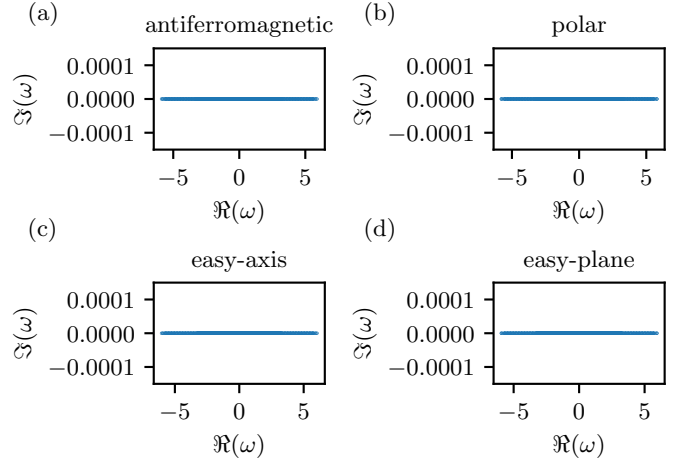 (a)
antiferromagnetic
0.0001
0.0000
−0.0001
ℑ(ω)
−5 0 5
ℜ(ω)
(b)
polar
0.0001
0.0000
−0.0001
ℑ(ω)
−5 0 5
ℜ(ω)
(c)
easy-axis
0.0001
0.0000
−0.0001
ℑ(ω)
−5 0 5
ℜ(ω)
(d)
easy-plane
0.0001
0.0000
−0.0001
ℑ(ω)
−5 0 5
ℜ(ω)